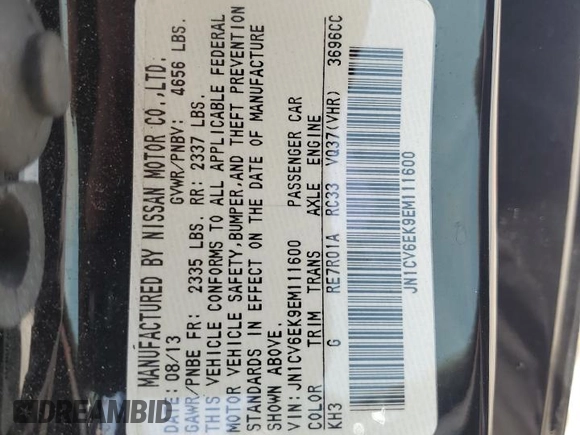 MANUFACTURED BY NISSAN MOTOR CO.,LTD.
DATE: 08/13 GVWR/PNBV: 4656 LBS.
GAWR/PNBE FR: 2335 LBS. RR: 2337 LBS.
THIS VEHICLE CONFORMS TO ALL APPLICABLE FEDERAL
MOTOR VEHICLE SAFETY,BUMPER,AND THEFT PREVENTION
STANDARDS IN EFFECT ON THE DATE OF MANUFACTURE
SHOWN ABOVE.
VIN: JN1CV6EK9EM111600 PASSENGER CAR
COLOR TRIM TRANS AXLE ENGINE
KH3 G RE7R01A RC33 VQ37(VHR) 3696CC
JN1CV6EK9EM111600
DREAMBID